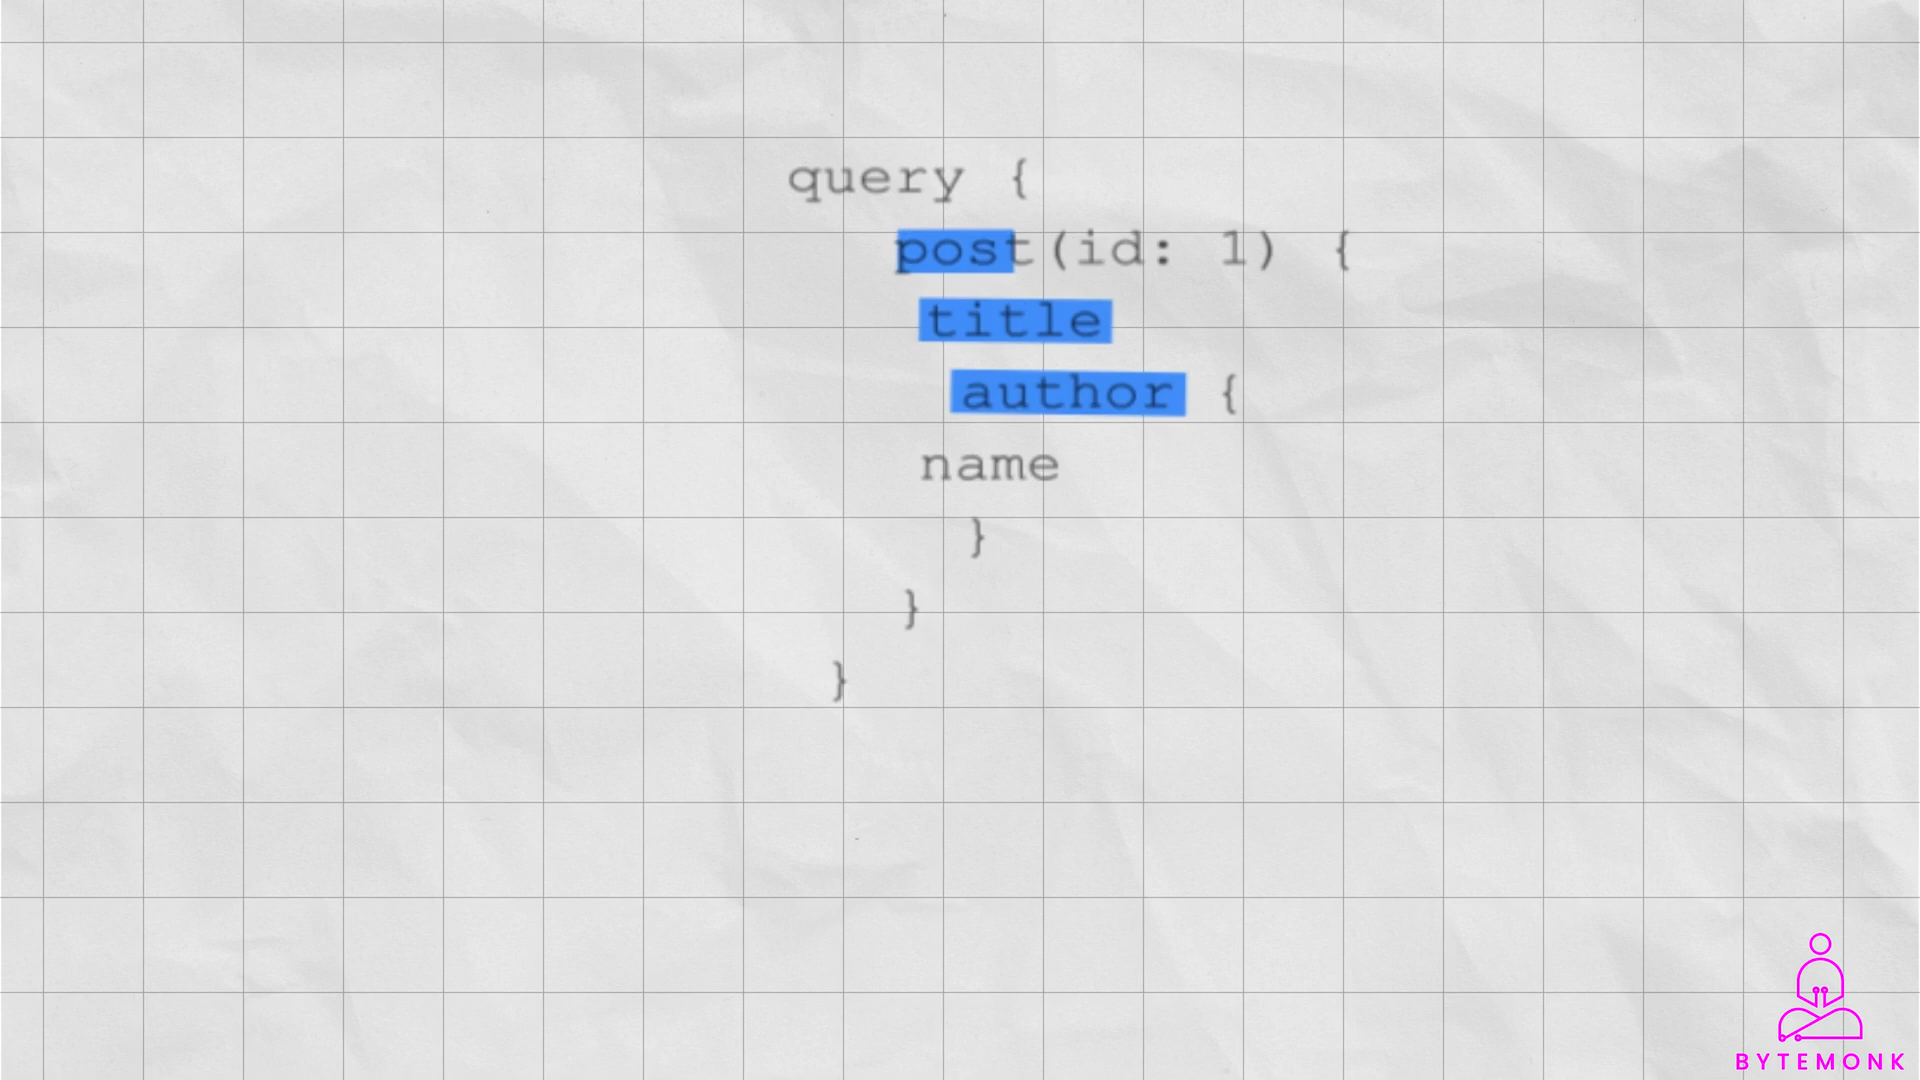 query {
post(id: 1) {
title
author {
name
}
}
}
BYTEMONK